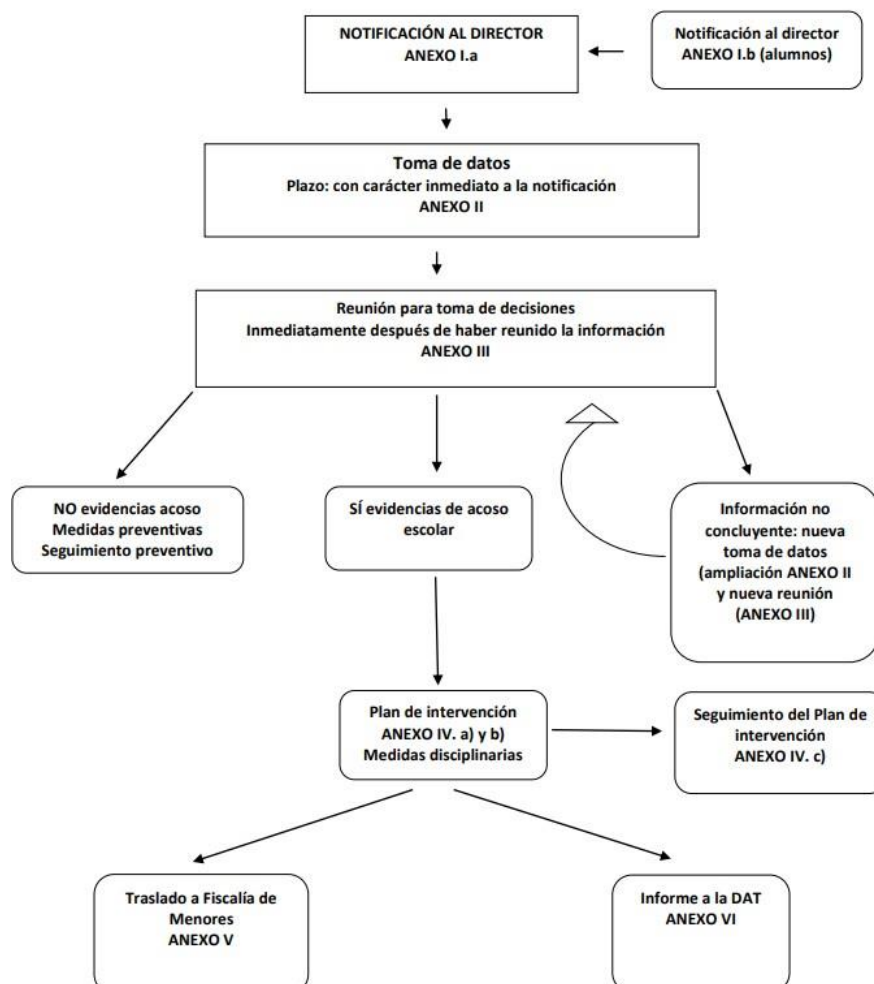 NOTIFICACIÓN AL DIRECTOR
ANEXO I.a
Notificación al director
ANEXO I.b (alumnos)
Toma de datos
Plazo: con carácter inmediato a la notificación
ANEXO II
Reunión para toma de decisiones
Inmediatamente después de haber reunido la información
ANEXO III
NO evidencias acoso
Medidas preventivas
Seguimiento preventivo
SÍ evidencias de acoso
escolar
Información no
concluyente: nueva
toma de datos
(ampliación ANEXO II
y nueva reunión
(ANEXO III)
Plan de intervención
ANEXO IV. a) y b)
Medidas disciplinarias
Seguimiento del Plan de
intervención
ANEXO IV. c)
Traslado a Fiscalía de
Menores
ANEXO V
Informe a la DAT
ANEXO VI